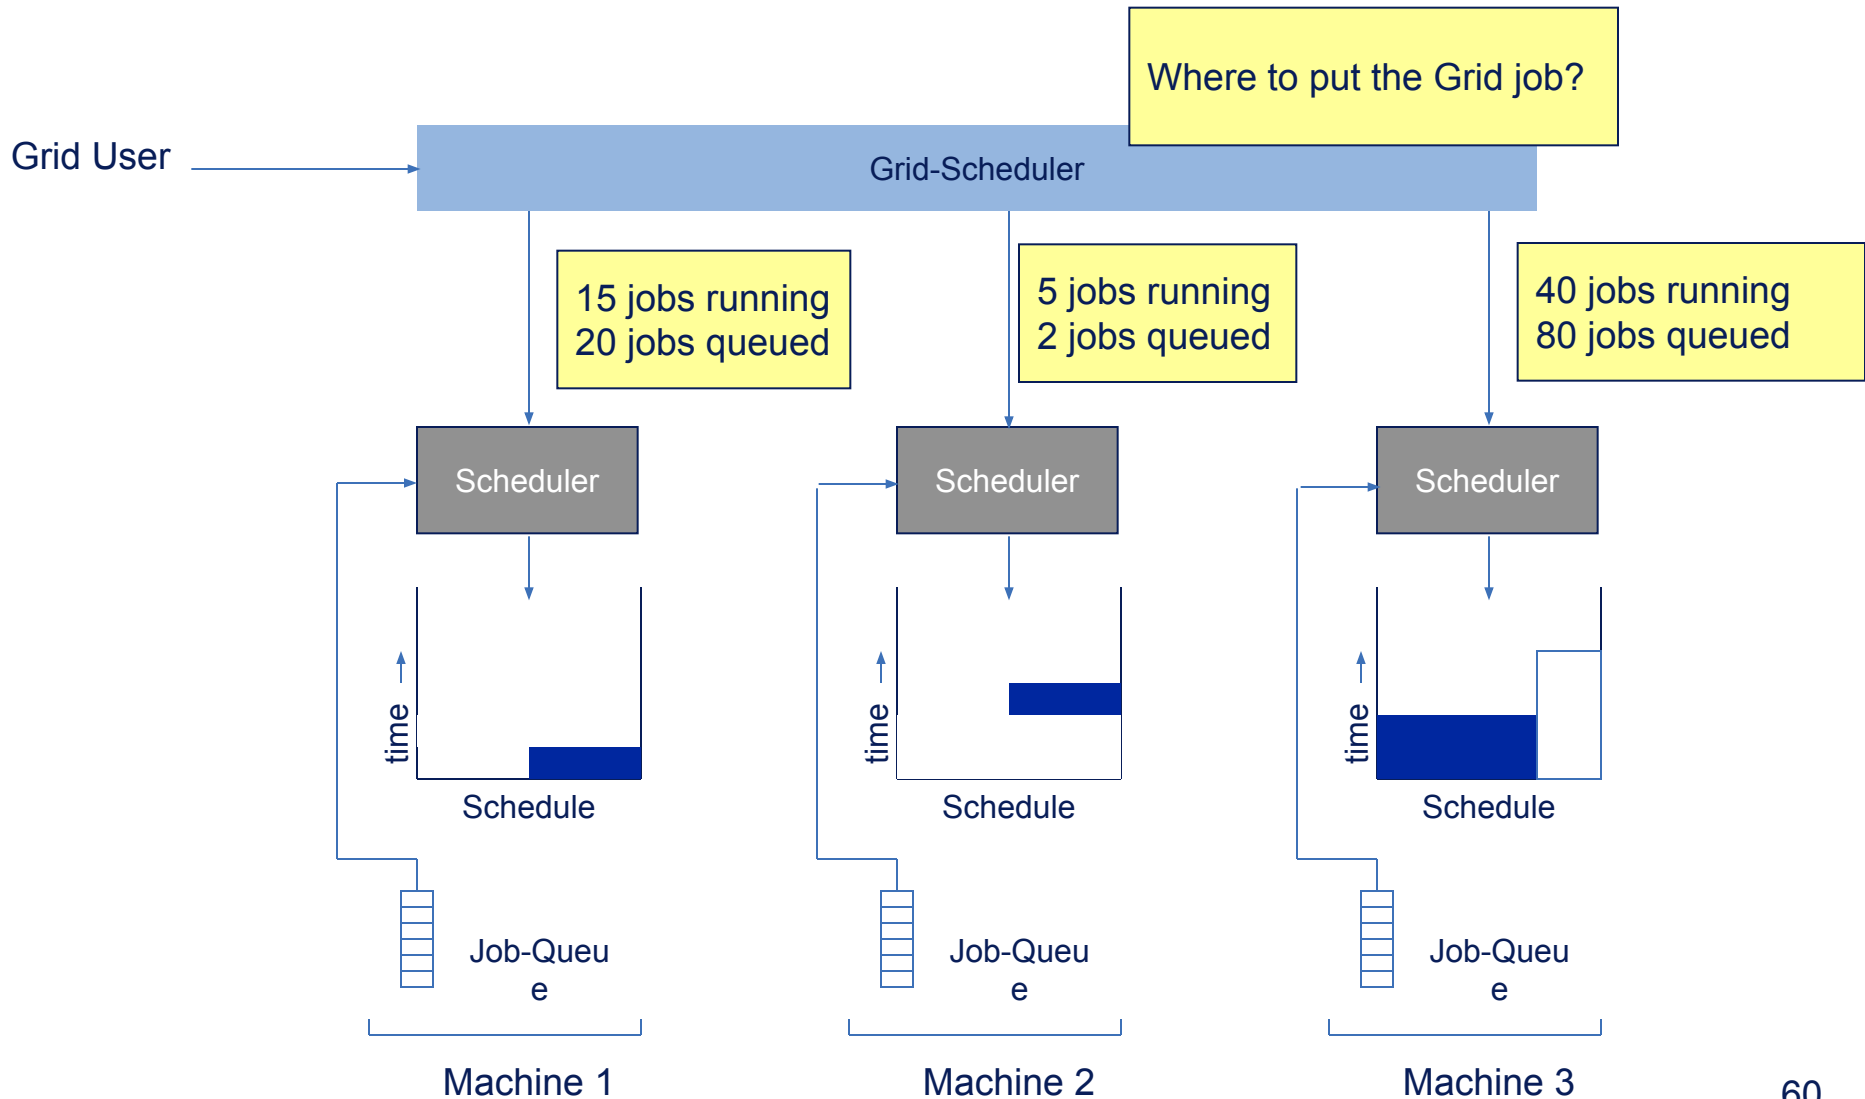 Where to put the Grid job?
Grid User
Grid-Scheduler
15 jobs running
20 jobs queued
5 jobs running
2 jobs queued
40 jobs running
80 jobs queued
Scheduler
Scheduler
Scheduler
time
time
time
Schedule
Schedule
Schedule
Job-Queu
e
Job-Queu
e
Job-Queu
e
Machine 1
Machine 2
Machine 3
60